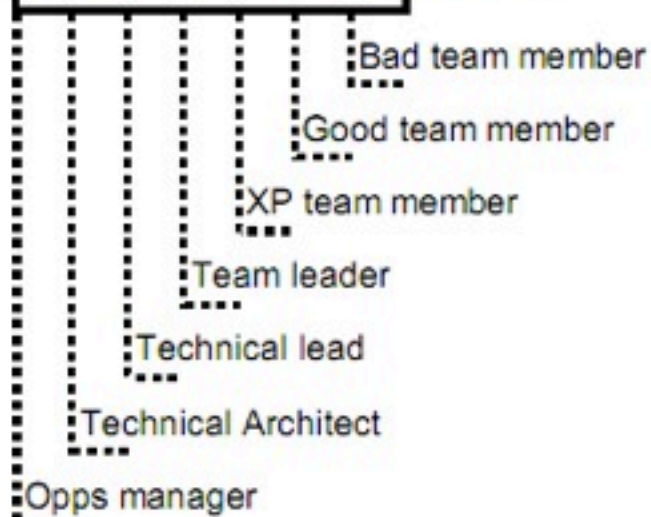 Bad team member
Good team member
XP team member
Team leader
Technical lead
Technical Architect
Opps manager